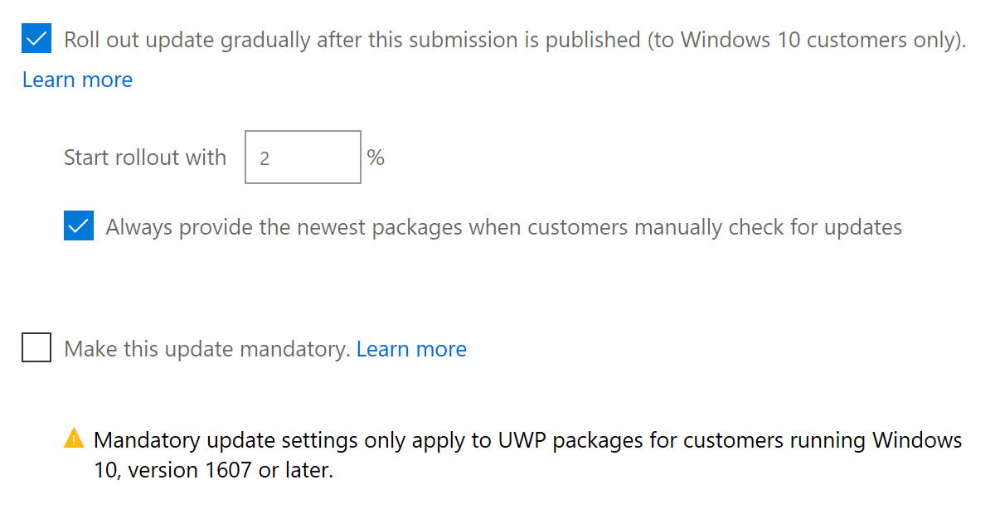 Roll out update gradually after this submission is published (to Windows 10 customers only).
Learn more
Start rollout with 2 %
Always provide the newest packages when customers manually check for updates
Make this update mandatory. Learn more
Mandatory update settings only apply to UWP packages for customers running Windows
10, version 1607 or later.